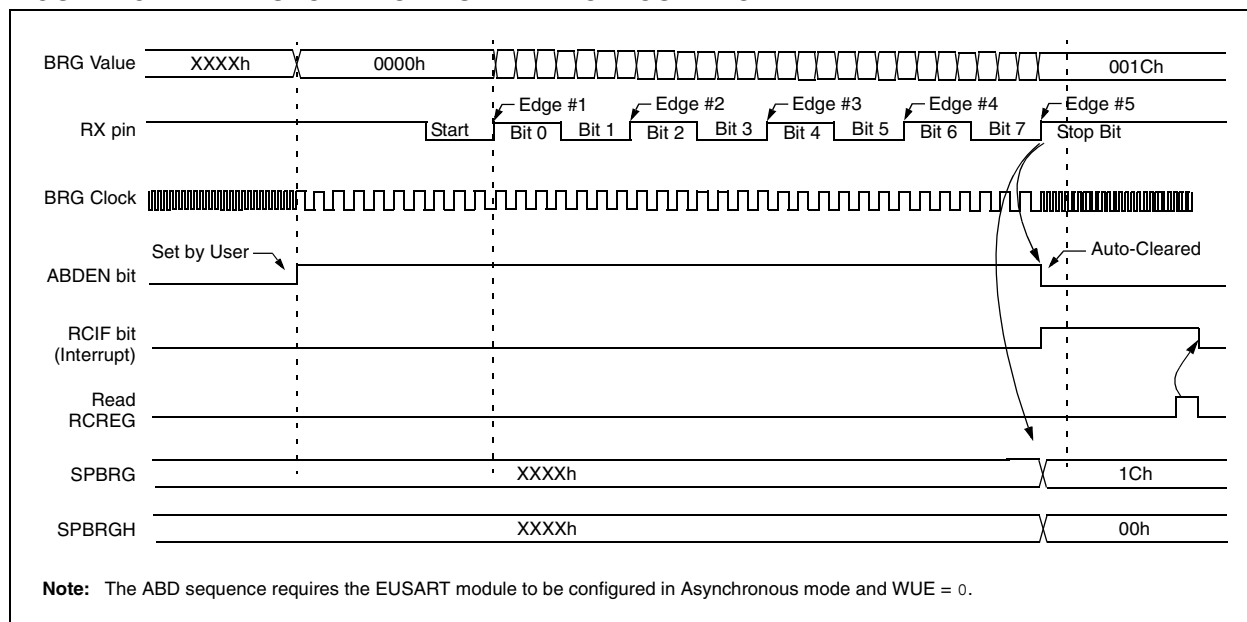 BRG Value XXXXh 0000h 001Ch
Edge #1 Edge #2 Edge #3 Edge #4 Edge #5
RX pin Start Bit 0 Bit 1 Bit 2 Bit 3 Bit 4 Bit 5 Bit 6 Bit 7 Stop Bit
BRG Clock
Set by User Auto-Cleared
ABDEN bit
RCIF bit
(Interrupt)
Read
RCREG
SPBRG XXXXh 1Ch
SPBRGH XXXXh 00h
Note: The ABD sequence requires the EUSART module to be configured in Asynchronous mode and WUE = 0.